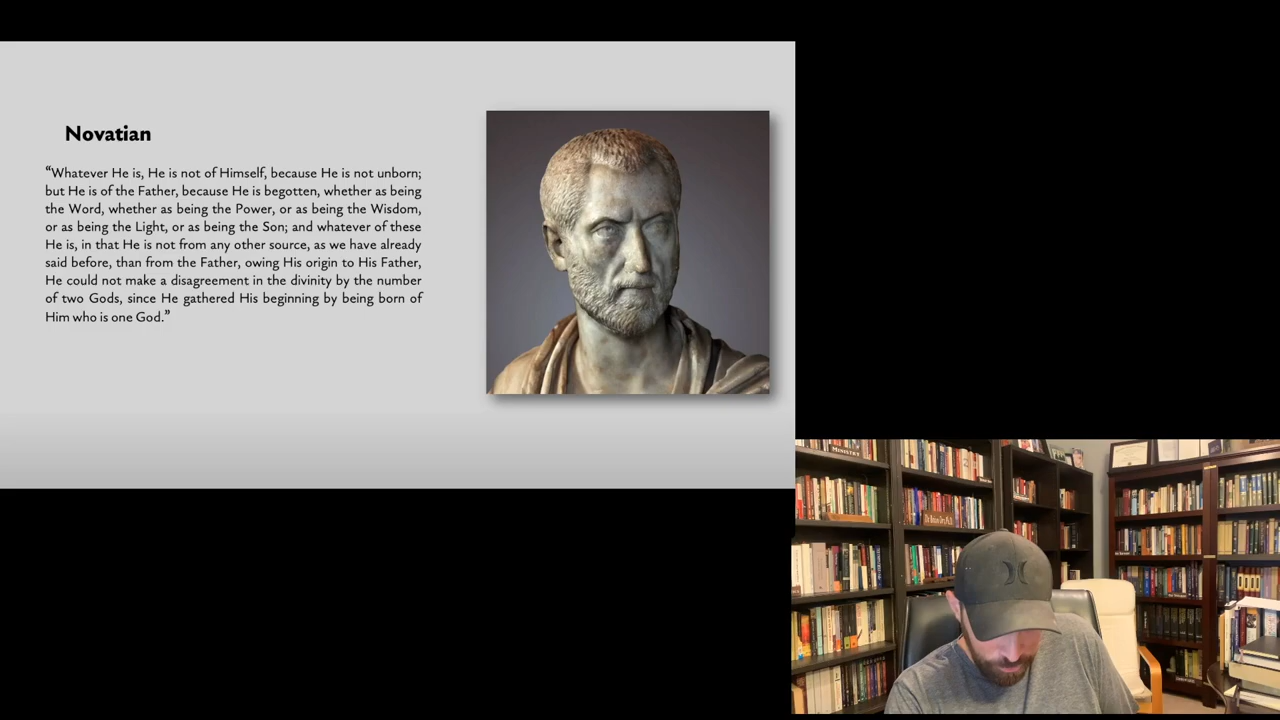 Novatian
“Whatever He is, He is not of Himself, because He is not unborn;
but He is of the Father, because He is begotten, whether as being
the Word, whether as being the Power, or as being the Wisdom,
or as being the Light, or as being the Son; and whatever of these
He is, in that He is not from any other source, as we have already
said before, than from the Father, owing His origin to His Father,
He could not make a disagreement in the divinity by the number
of two Gods, since He gathered His beginning by being born of
Him who is one God.”
MINISTRY